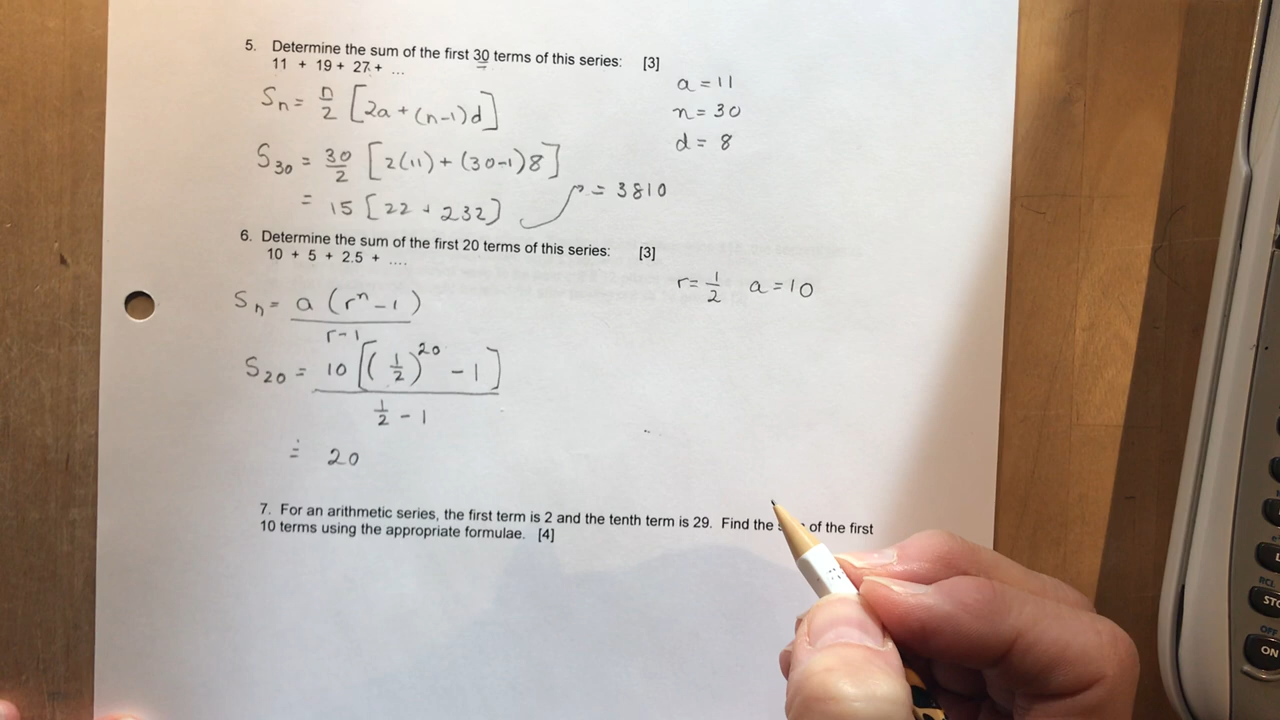 5. Determine the sum of the first 30 terms of this series: [3]
11 + 19 + 27 + ...
a = 11
n = 30
d = 8
Sn = n/2 [2a + (n-1)d]
S30 = 30/2 [2(11) + (30-1)8]
= 15 [22 + 232]
= 3810
6. Determine the sum of the first 20 terms of this series: [3]
10 + 5 + 2.5 + ....
r = 1/2 a = 10
Sn = a (r^n - 1)
r - 1
S20 = 10 [(1/2)^20 - 1]
1/2 - 1
≐ 20
7. For an arithmetic series, the first term is 2 and the tenth term is 29. Find the of the first
10 terms using the appropriate formulae. [4]
RCL
STO
OFF
ON